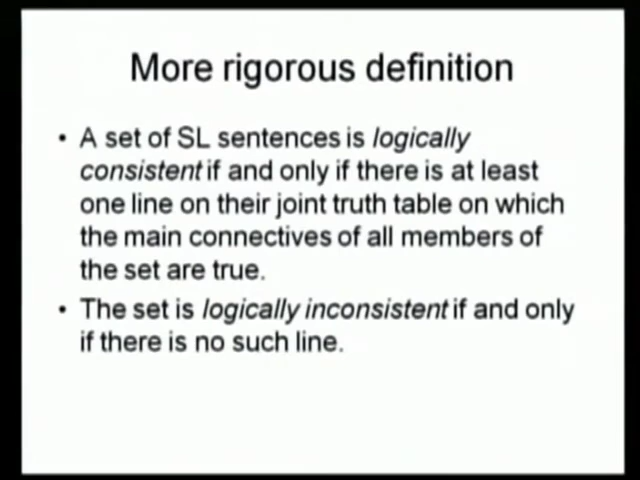 More rigorous definition
• A set of SL sentences is logically
consistent if and only if there is at least
one line on their joint truth table on which
the main connectives of all members of
the set are true.
• The set is logically inconsistent if and only
if there is no such line.